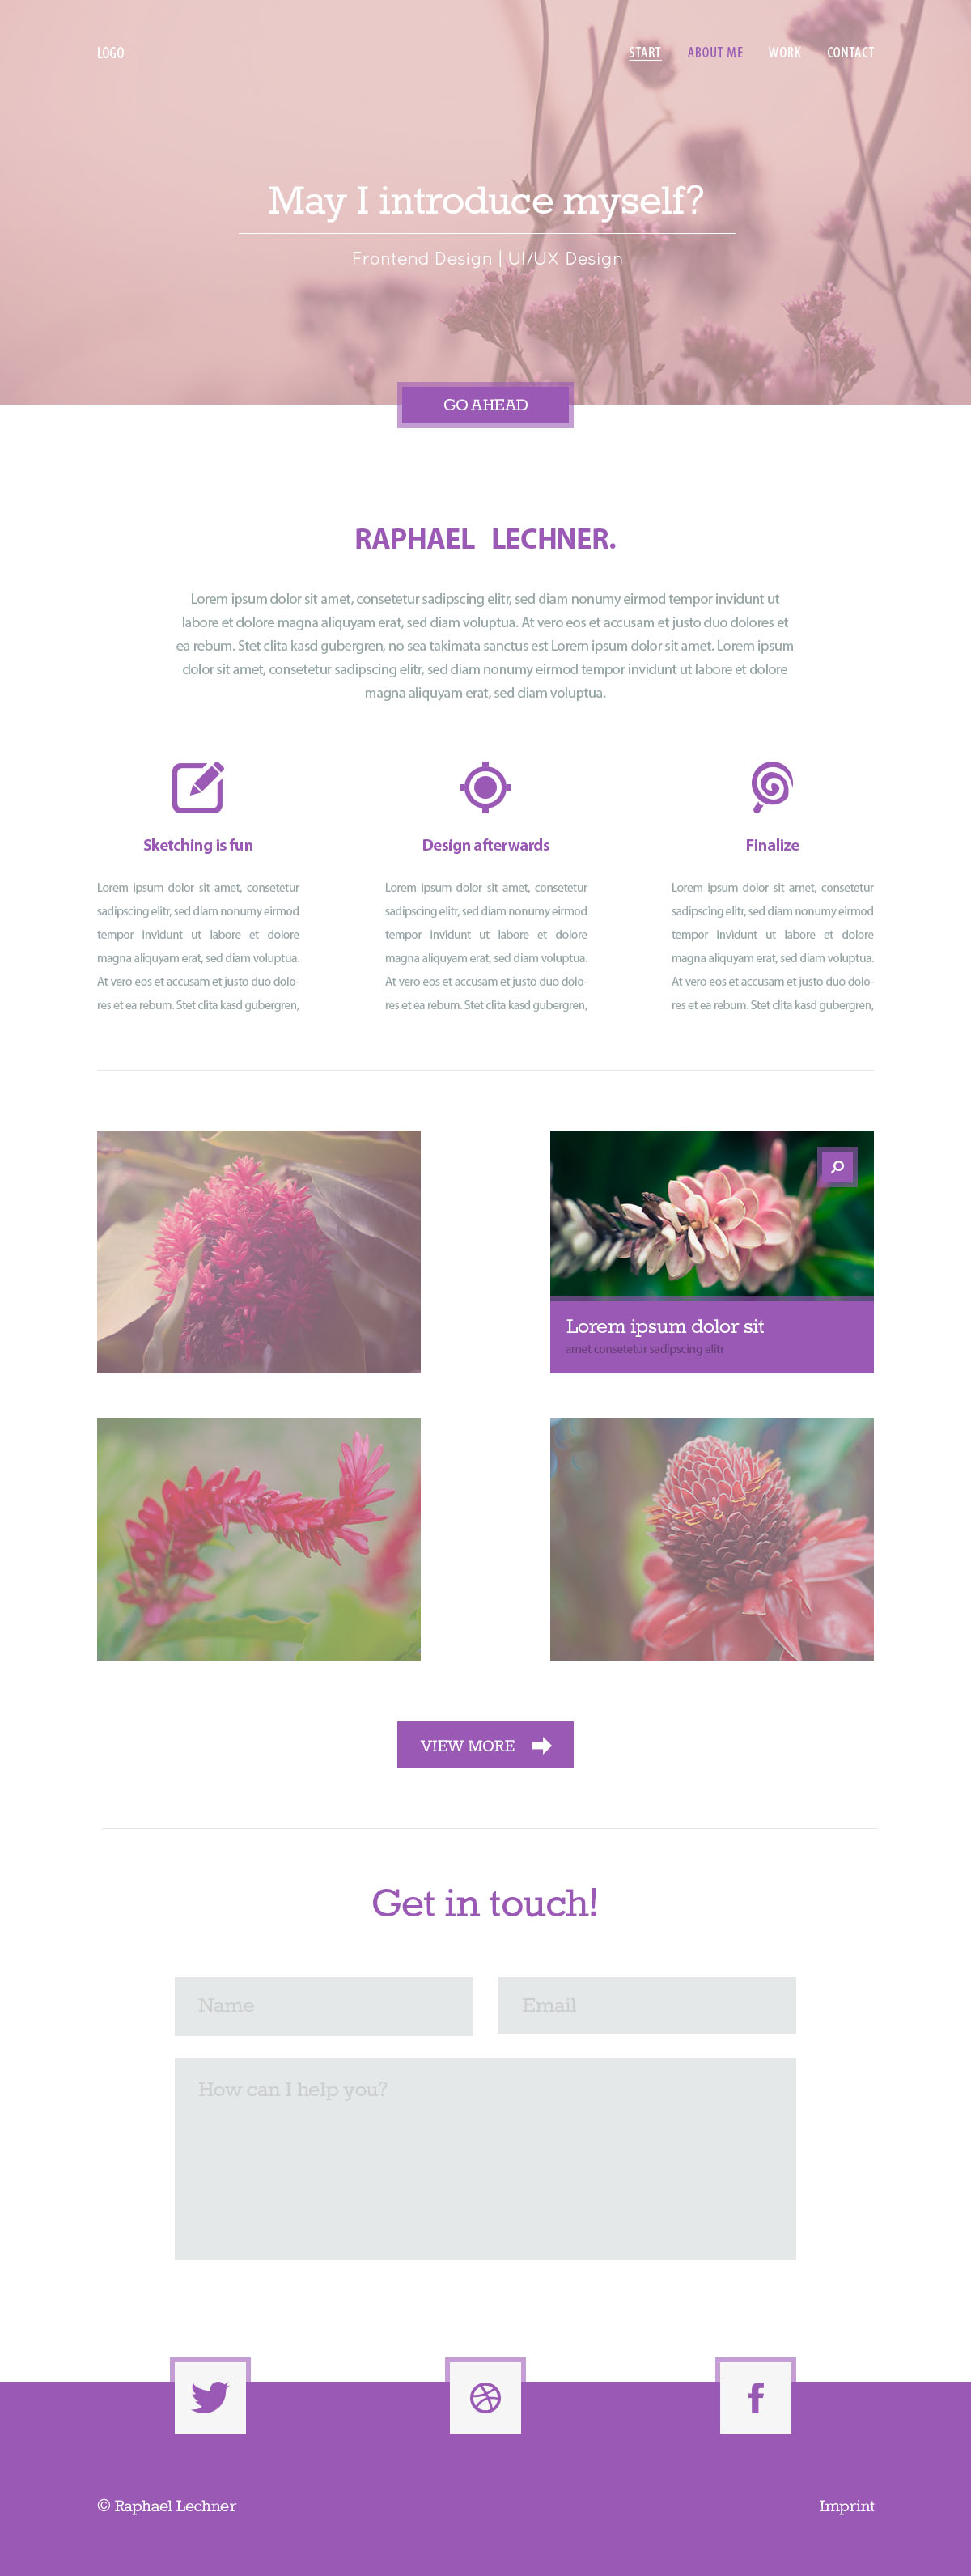 LOGO
START ABOUT ME WORK CONTACT
May I introduce myself?
Frontend Design | UI/UX Design
GO AHEAD
RAPHAEL LECHNER.
Lorem ipsum dolor sit amet, consetetur sadipscing elitr, sed diam nonumy eirmod tempor invidunt ut
labore et dolore magna aliquyam erat, sed diam voluptua. At vero eos et accusam et justo duo dolores et
ea rebum. Stet clita kasd gubergren, no sea takimata sanctus est Lorem ipsum dolor sit amet. Lorem ipsum
dolor sit amet, consetetur sadipscing elitr, sed diam nonumy eirmod tempor invidunt ut labore et dolore
magna aliquyam erat, sed diam voluptua.
Sketching is fun
Lorem ipsum dolor sit amet, consetetur
sadipscing elitr, sed diam nonumy eirmod
tempor invidunt ut labore et dolore
magna aliquyam erat, sed diam voluptua.
At vero eos et accusam et justo duo dolo-
res et ea rebum. Stet clita kasd gubergren,
Design afterwards
Lorem ipsum dolor sit amet, consetetur
sadipscing elitr, sed diam nonumy eirmod
tempor invidunt ut labore et dolore
magna aliquyam erat, sed diam voluptua.
At vero eos et accusam et justo duo dolo-
res et ea rebum. Stet clita kasd gubergren,
Finalize
Lorem ipsum dolor sit amet, consetetur
sadipscing elitr, sed diam nonumy eirmod
tempor invidunt ut labore et dolore
magna aliquyam erat, sed diam voluptua.
At vero eos et accusam et justo duo dolo-
res et ea rebum. Stet clita kasd gubergren,
Lorem ipsum dolor sit
amet consetetur sadipscing elitr
VIEW MORE
Get in touch!
Name
Email
How can I help you?
© Raphael Lechner
Imprint